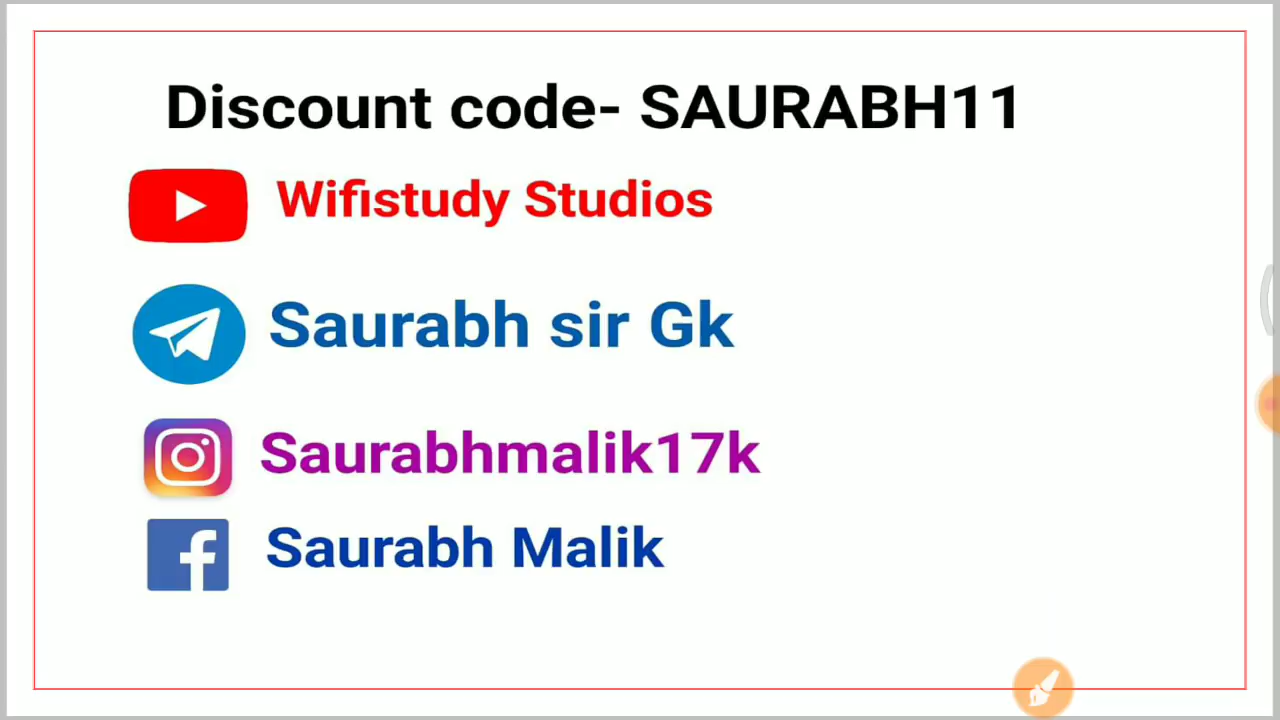 Discount code- SAURABH11
Wifistudy Studios
Saurabh sir Gk
Saurabhmalik17k
Saurabh Malik